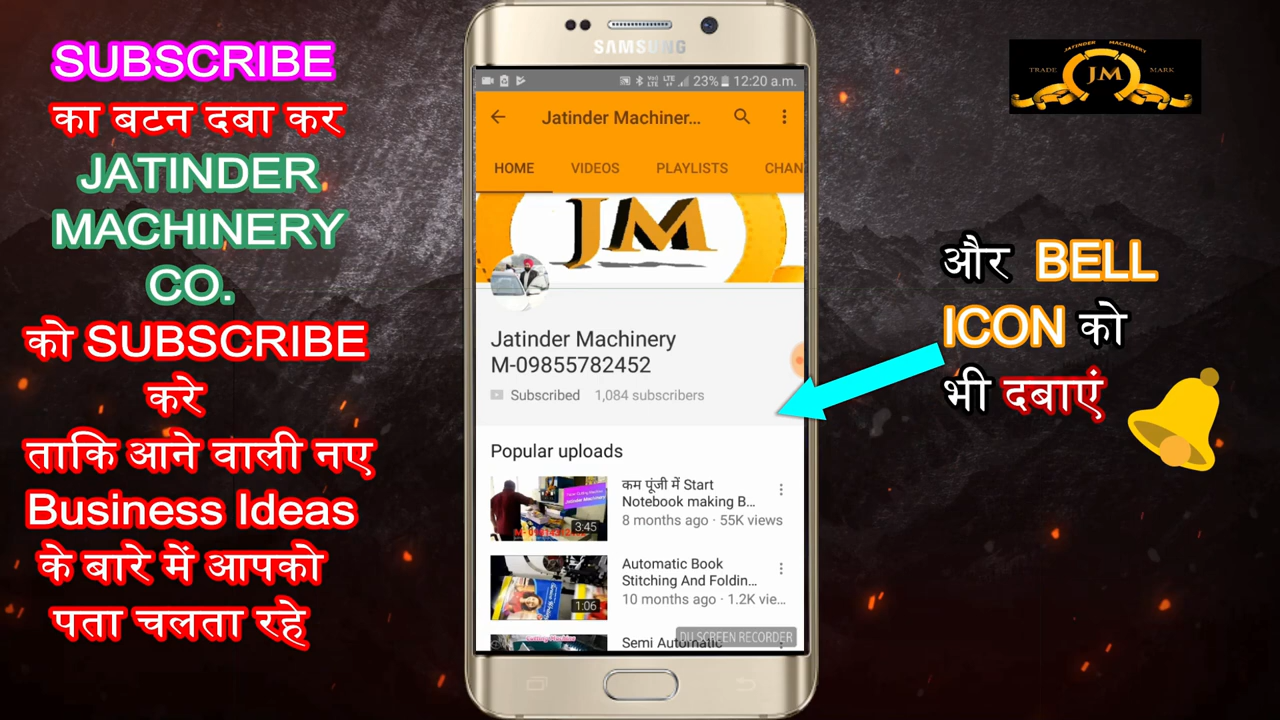 SUBSCRIBE
का बटन दबा कर
JATINDER
MACHINERY
CO.
को SUBSCRIBE
करे
ताकि आने वाली नए
Business Ideas
के बारे में आपको
पता चलता रहे
SAMSUNG
23% 12:20 a.m.
Jatinder Machiner...
HOME VIDEOS PLAYLISTS CHAN
JM
Jatinder Machinery
M-09855782452
Subscribed 1,084 subscribers
Popular uploads
कम पूंजी में Start
Notebook making B...
8 months ago · 55K views
3:45
Automatic Book
Stitching And Foldin...
10 months ago · 1.2K vie...
1:06
Semi Automatic
DU SCREEN RECORDER
JATINDER MACHINERY
TRADE JM MARK
और BELL
ICON को
भी दबाएं